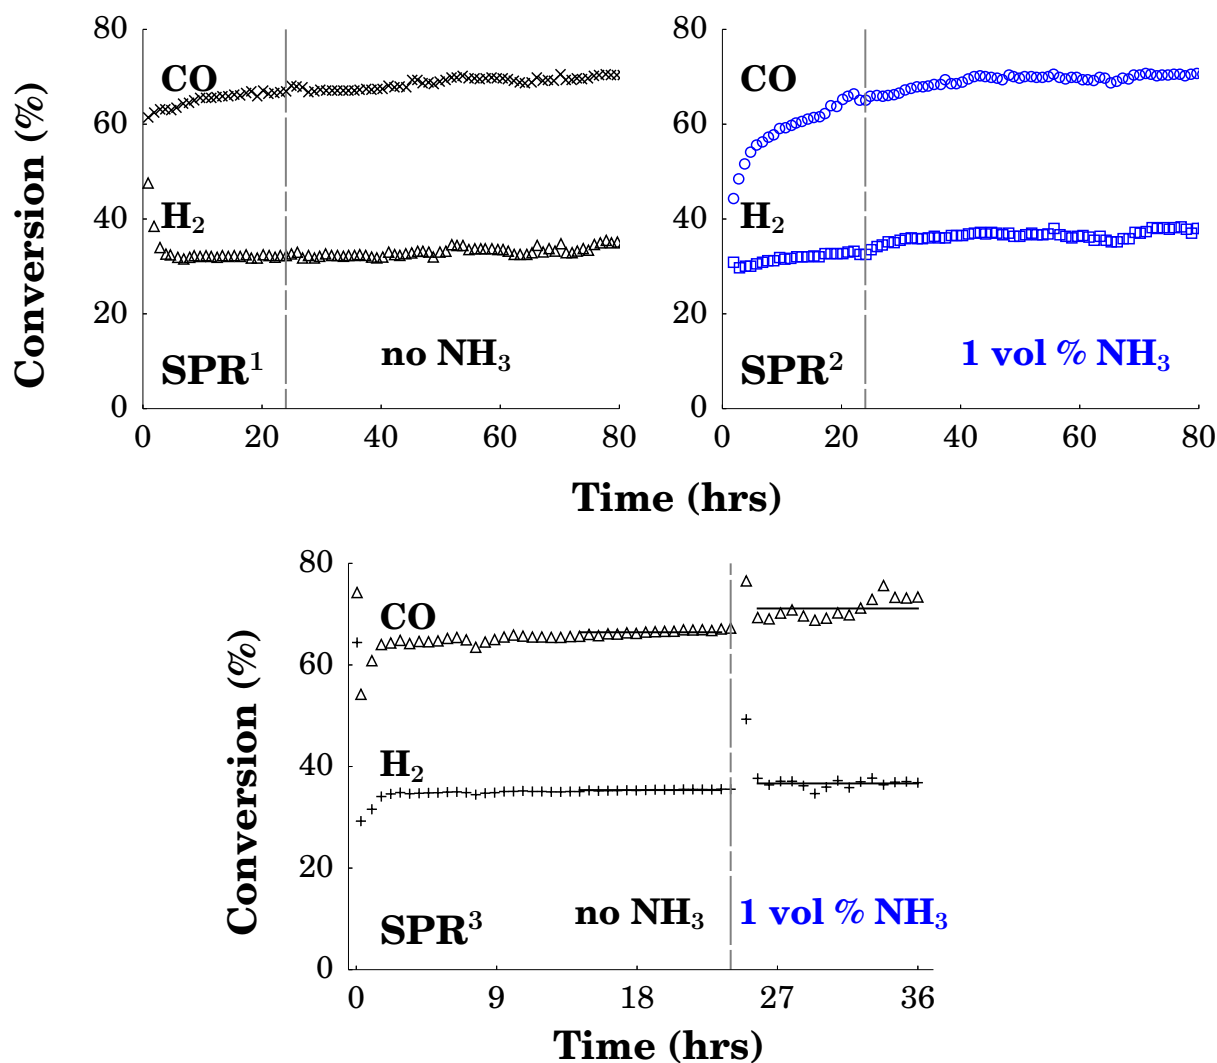 Conversion (%)
80
60
40
20
0
CO
H₂
SPR¹
no NH₃
0 20 40 60 80
80
60
40
20
0
CO
H₂
SPR²
1 vol % NH₃
0 20 40 60 80
Time (hrs)
Conversion (%)
80
60
40
20
0
CO
H₂
SPR³
no NH₃
1 vol % NH₃
0 9 18 27 36
Time (hrs)